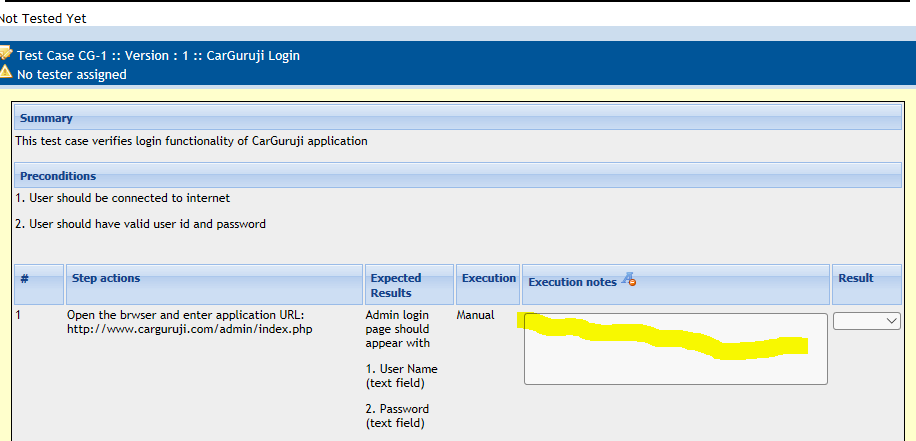 Not Tested Yet
Test Case CG-1 :: Version : 1 :: CarGuruji Login
No tester assigned
Summary
This test case verifies login functionality of CarGuruji application
Preconditions
1. User should be connected to internet
2. User should have valid user id and password
# Step actions Expected Results Execution Execution notes Result
1 Open the brwser and enter application URL:
http://www.carguruji.com/admin/index.php
Admin login
page should
appear with
1. User Name
(text field)
2. Password
(text field)
Manual